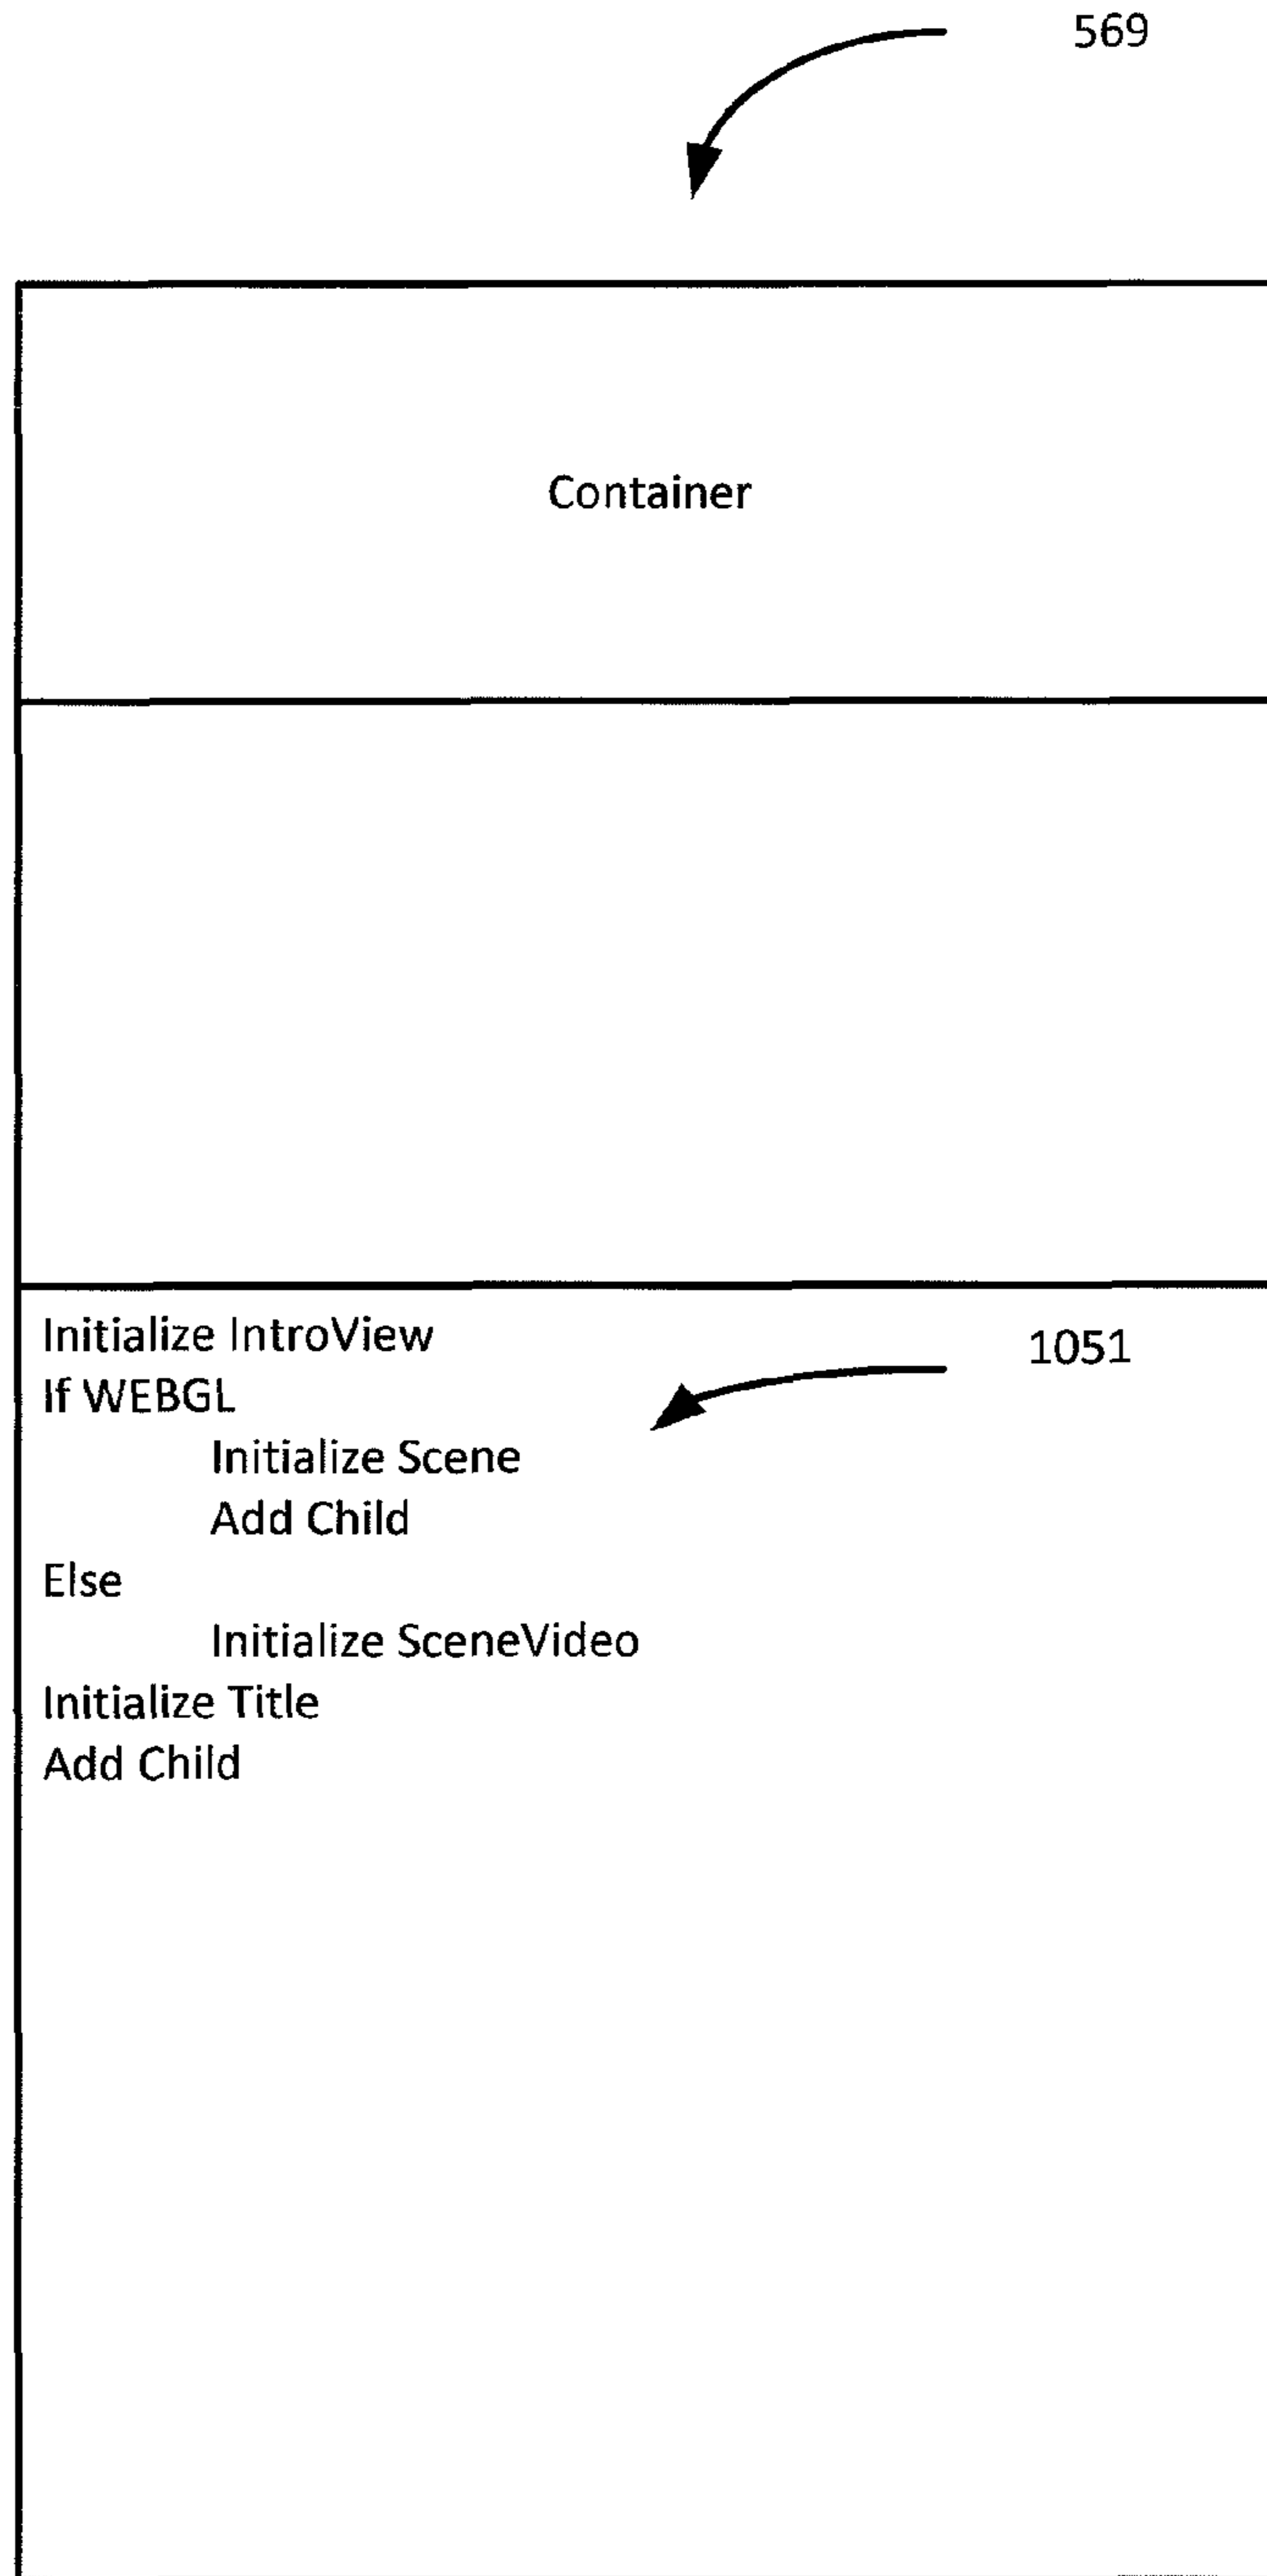 569
Container
Initialize IntroView
1051
If WEBGL
Initialize Scene
Add Child
Else
Initialize SceneVideo
Initialize Title
Add Child